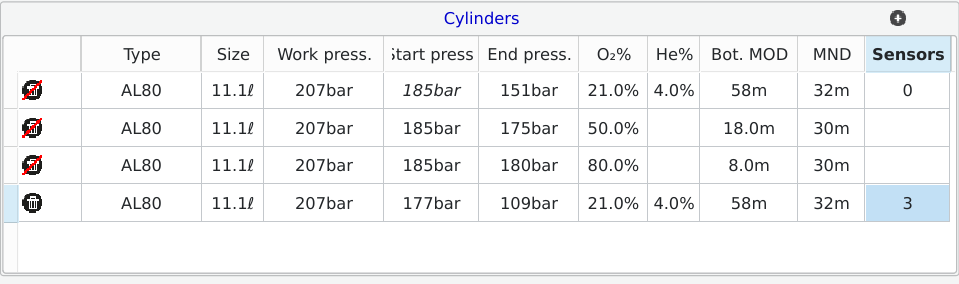 Cylinders
Type Size Work press. Start press End press. O₂% He% Bot. MOD MND Sensors
AL80 11.1ℓ 207bar 185bar 151bar 21.0% 4.0% 58m 32m 0
AL80 11.1ℓ 207bar 185bar 175bar 50.0% 18.0m 30m
AL80 11.1ℓ 207bar 185bar 180bar 80.0% 8.0m 30m
AL80 11.1ℓ 207bar 177bar 109bar 21.0% 4.0% 58m 32m 3